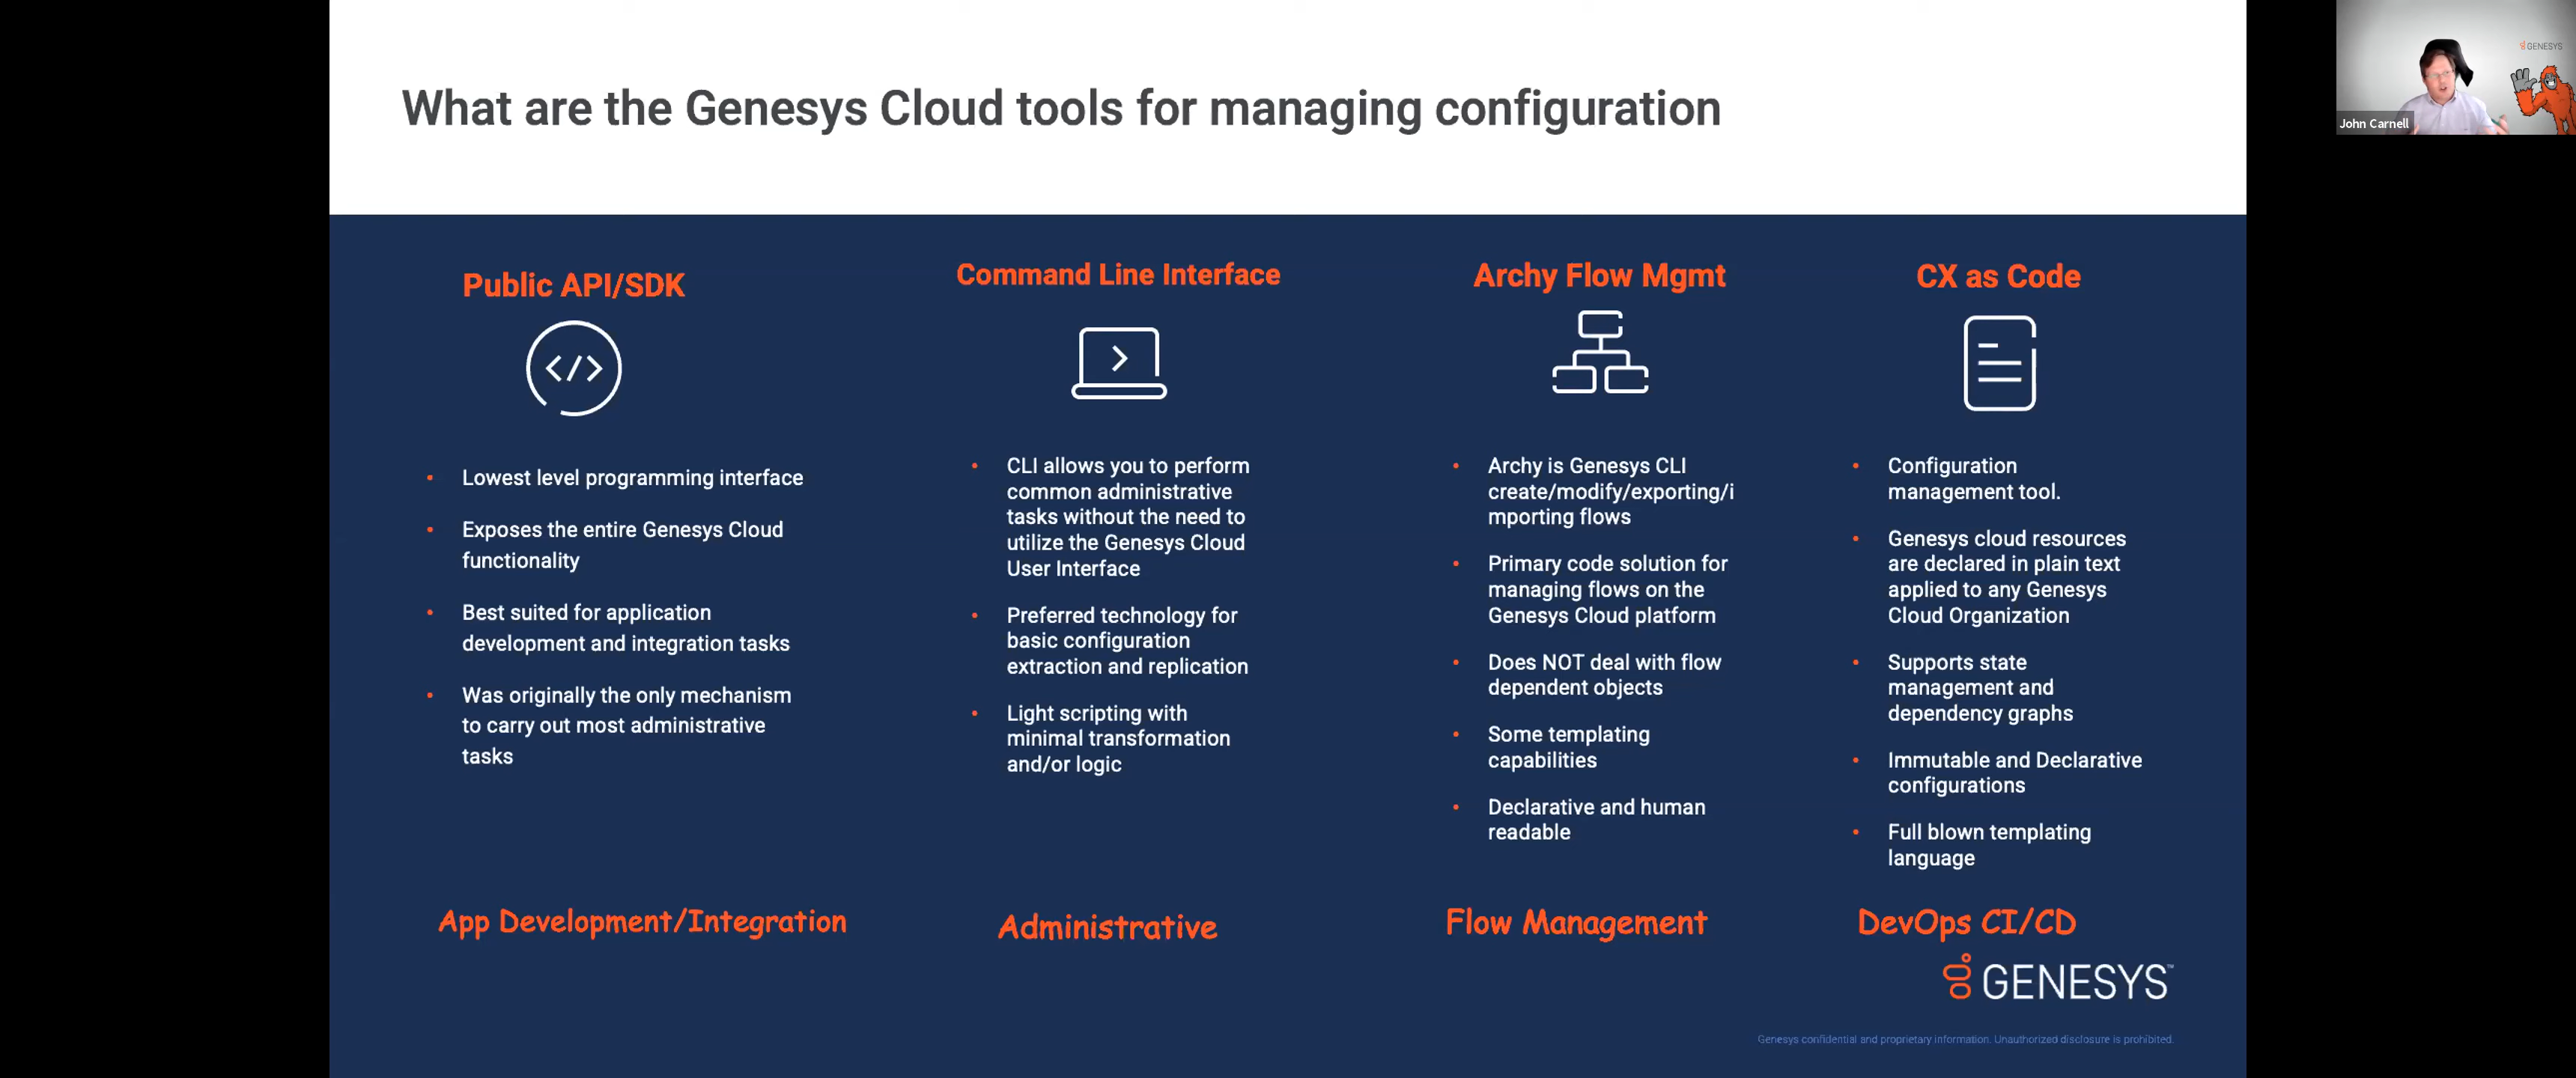 What are the Genesys Cloud tools for managing configuration
GENESYS
John Carnell
Public API/SDK
</>
• Lowest level programming interface
• Exposes the entire Genesys Cloud
functionality
• Best suited for application
development and integration tasks
• Was originally the only mechanism
to carry out most administrative
tasks
App Development/Integration
Command Line Interface
• CLI allows you to perform
common administrative
tasks without the need to
utilize the Genesys Cloud
User Interface
• Preferred technology for
basic configuration
extraction and replication
• Light scripting with
minimal transformation
and/or logic
Administrative
Archy Flow Mgmt
• Archy is Genesys CLI
create/modify/exporting/i
mporting flows
• Primary code solution for
managing flows on the
Genesys Cloud platform
• Does NOT deal with flow
dependent objects
• Some templating
capabilities
• Declarative and human
readable
Flow Management
CX as Code
• Configuration
management tool.
• Genesys cloud resources
are declared in plain text
applied to any Genesys
Cloud Organization
• Supports state
management and
dependency graphs
• Immutable and Declarative
configurations
• Full blown templating
language
DevOps CI/CD
GENESYS™
Genesys confidential and proprietary information. Unauthorized disclosure is prohibited.